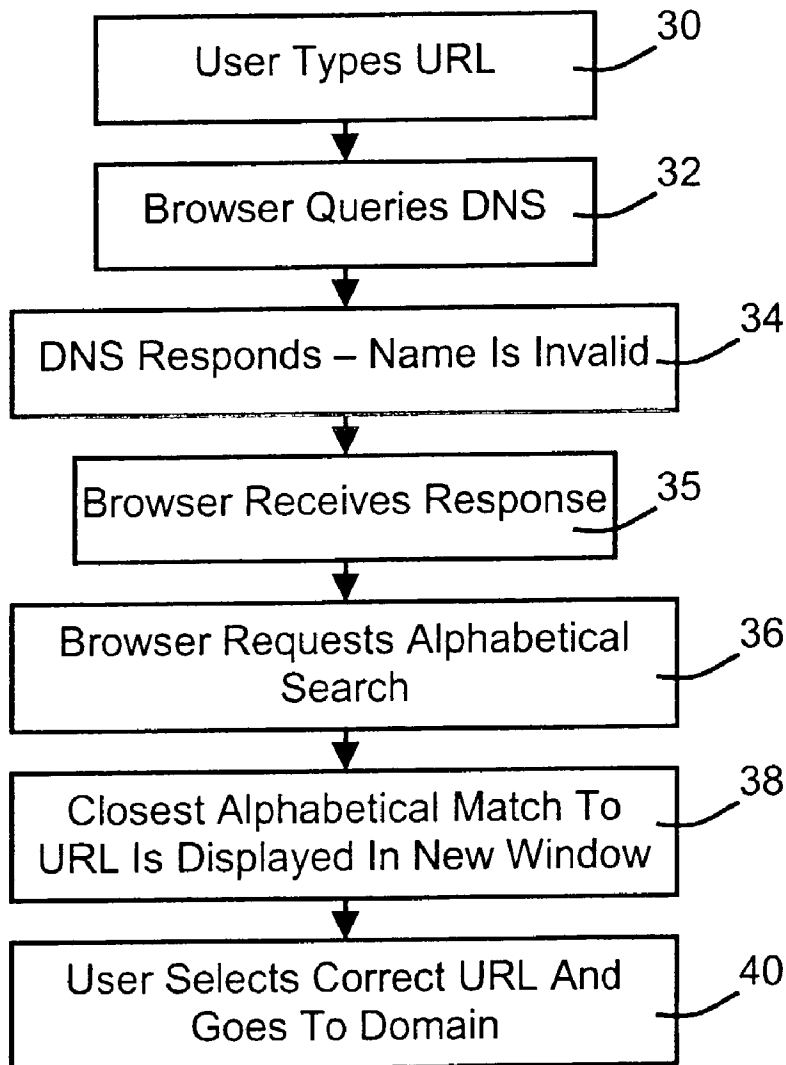 30
User Types URL
32
Browser Queries DNS
34
DNS Responds – Name Is Invalid
35
Browser Receives Response
36
Browser Requests Alphabetical
Search
38
Closest Alphabetical Match To
URL Is Displayed In New Window
40
User Selects Correct URL And
Goes To Domain